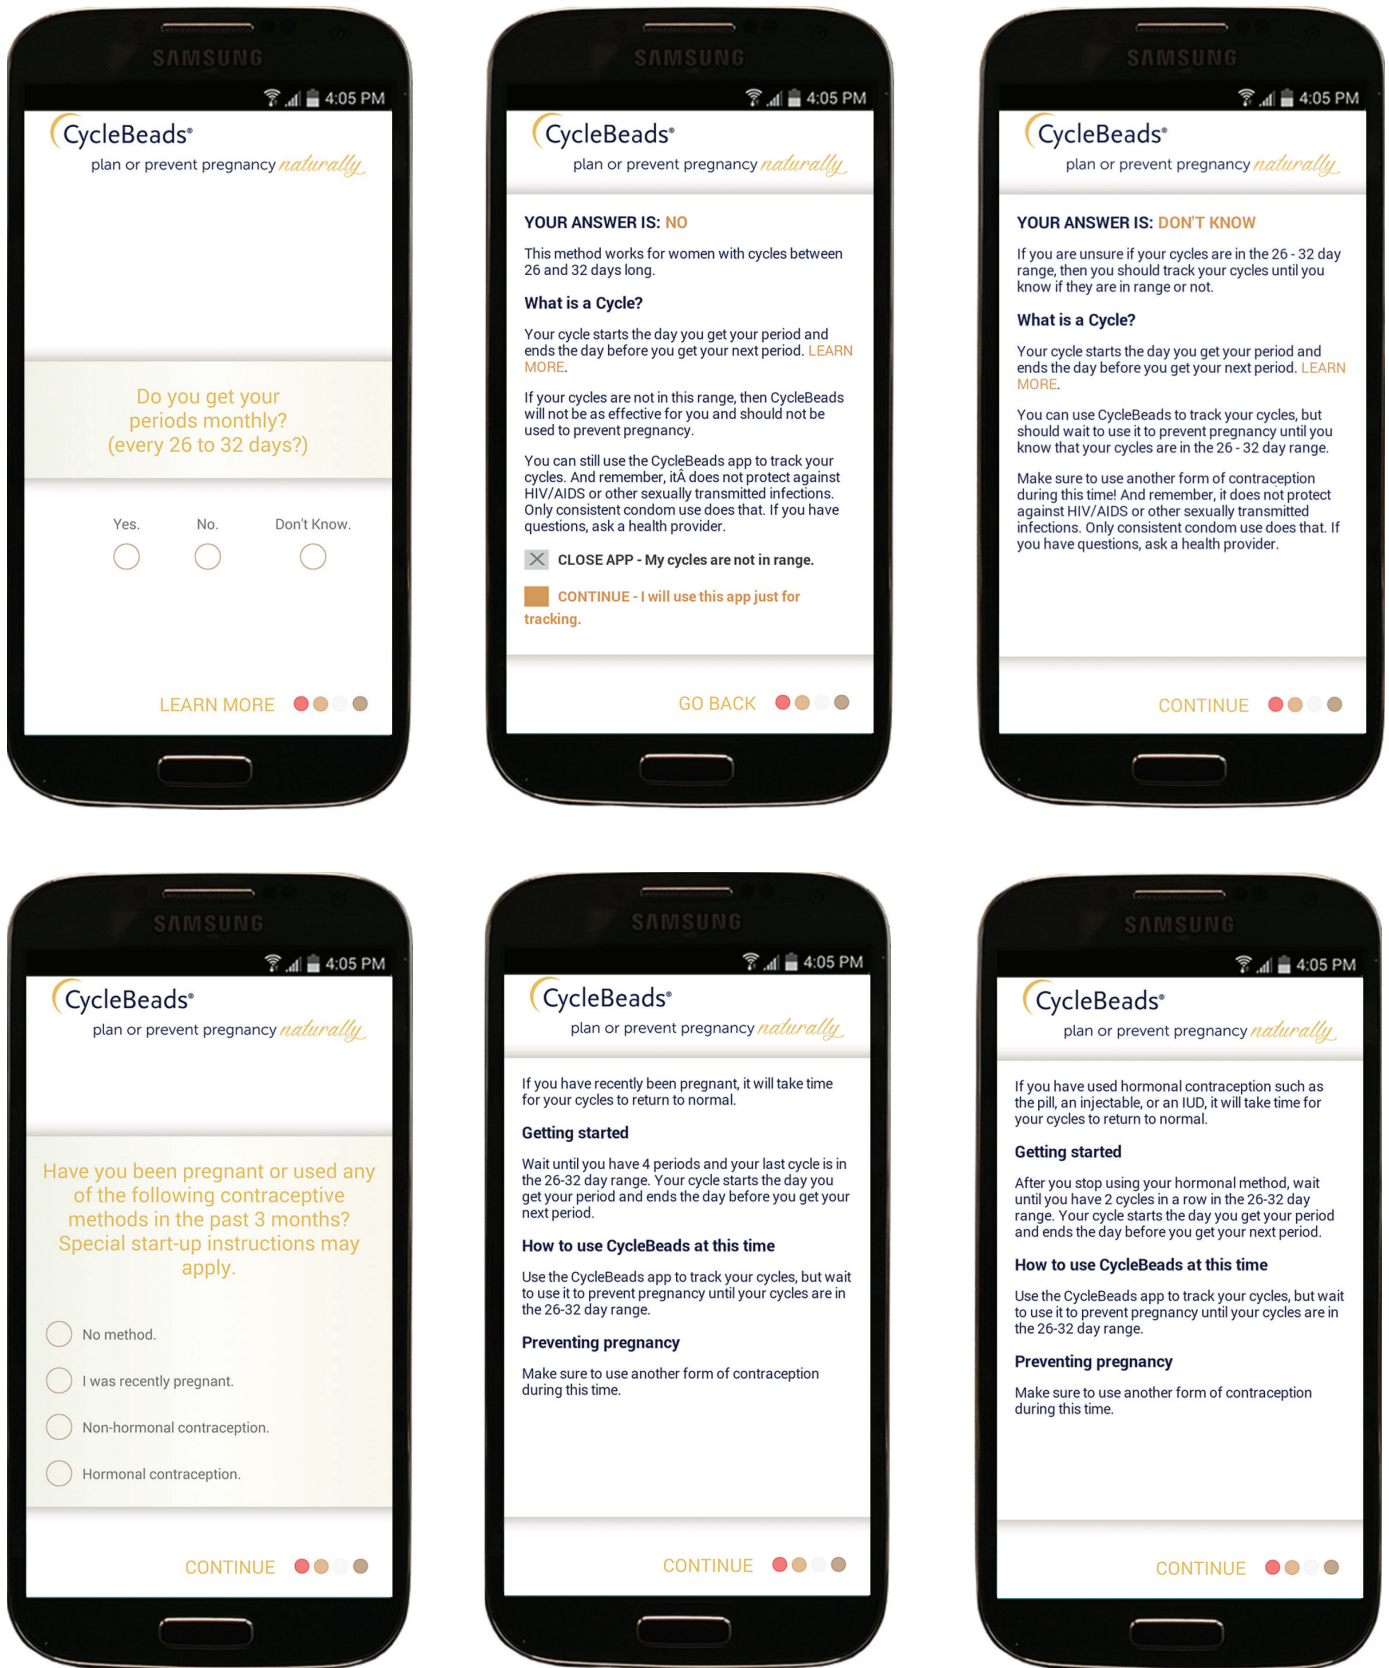 SAMSUNG
4:05 PM
CycleBeads®
plan or prevent pregnancy naturally
Do you get your
periods monthly?
(every 26 to 32 days?)
Yes. No. Don't Know.
LEARN MORE
SAMSUNG
4:05 PM
CycleBeads®
plan or prevent pregnancy naturally
YOUR ANSWER IS: NO
This method works for women with cycles between
26 and 32 days long.
What is a Cycle?
Your cycle starts the day you get your period and
ends the day before you get your next period. LEARN
MORE.
If your cycles are not in this range, then CycleBeads
will not be as effective for you and should not be
used to prevent pregnancy.
You can still use the CycleBeads app to track your
cycles. And remember, itÂ does not protect against
HIV/AIDS or other sexually transmitted infections.
Only consistent condom use does that. If you have
questions, ask a health provider.
CLOSE APP - My cycles are not in range.
CONTINUE - I will use this app just for
tracking.
GO BACK
SAMSUNG
4:05 PM
CycleBeads®
plan or prevent pregnancy naturally
YOUR ANSWER IS: DON'T KNOW
If you are unsure if your cycles are in the 26 - 32 day
range, then you should track your cycles until you
know if they are in range or not.
What is a Cycle?
Your cycle starts the day you get your period and
ends the day before you get your next period. LEARN
MORE.
You can use CycleBeads to track your cycles, but
should wait to use it to prevent pregnancy until you
know that your cycles are in the 26 - 32 day range.
Make sure to use another form of contraception
during this time! And remember, it does not protect
against HIV/AIDS or other sexually transmitted
infections. Only consistent condom use does that. If
you have questions, ask a health provider.
CONTINUE
SAMSUNG
4:05 PM
CycleBeads®
plan or prevent pregnancy naturally
Have you been pregnant or used any
of the following contraceptive
methods in the past 3 months?
Special start-up instructions may
apply.
No method.
I was recently pregnant.
Non-hormonal contraception.
Hormonal contraception.
CONTINUE
SAMSUNG
4:05 PM
CycleBeads®
plan or prevent pregnancy naturally
If you have recently been pregnant, it will take time
for your cycles to return to normal.
Getting started
Wait until you have 4 periods and your last cycle is in
the 26-32 day range. Your cycle starts the day you
get your period and ends the day before you get your
next period.
How to use CycleBeads at this time
Use the CycleBeads app to track your cycles, but wait
to use it to prevent pregnancy until your cycles are in
the 26-32 day range.
Preventing pregnancy
Make sure to use another form of contraception
during this time.
CONTINUE
SAMSUNG
4:05 PM
CycleBeads®
plan or prevent pregnancy naturally
If you have used hormonal contraception such as
the pill, an injectable, or an IUD, it will take time for
your cycles to return to normal.
Getting started
After you stop using your hormonal method, wait
until you have 2 cycles in a row in the 26-32 day
range. Your cycle starts the day you get your period
and ends the day before you get your next period.
How to use CycleBeads at this time
Use the CycleBeads app to track your cycles, but wait
to use it to prevent pregnancy until your cycles are in
the 26-32 day range.
Preventing pregnancy
Make sure to use another form of contraception
during this time.
CONTINUE